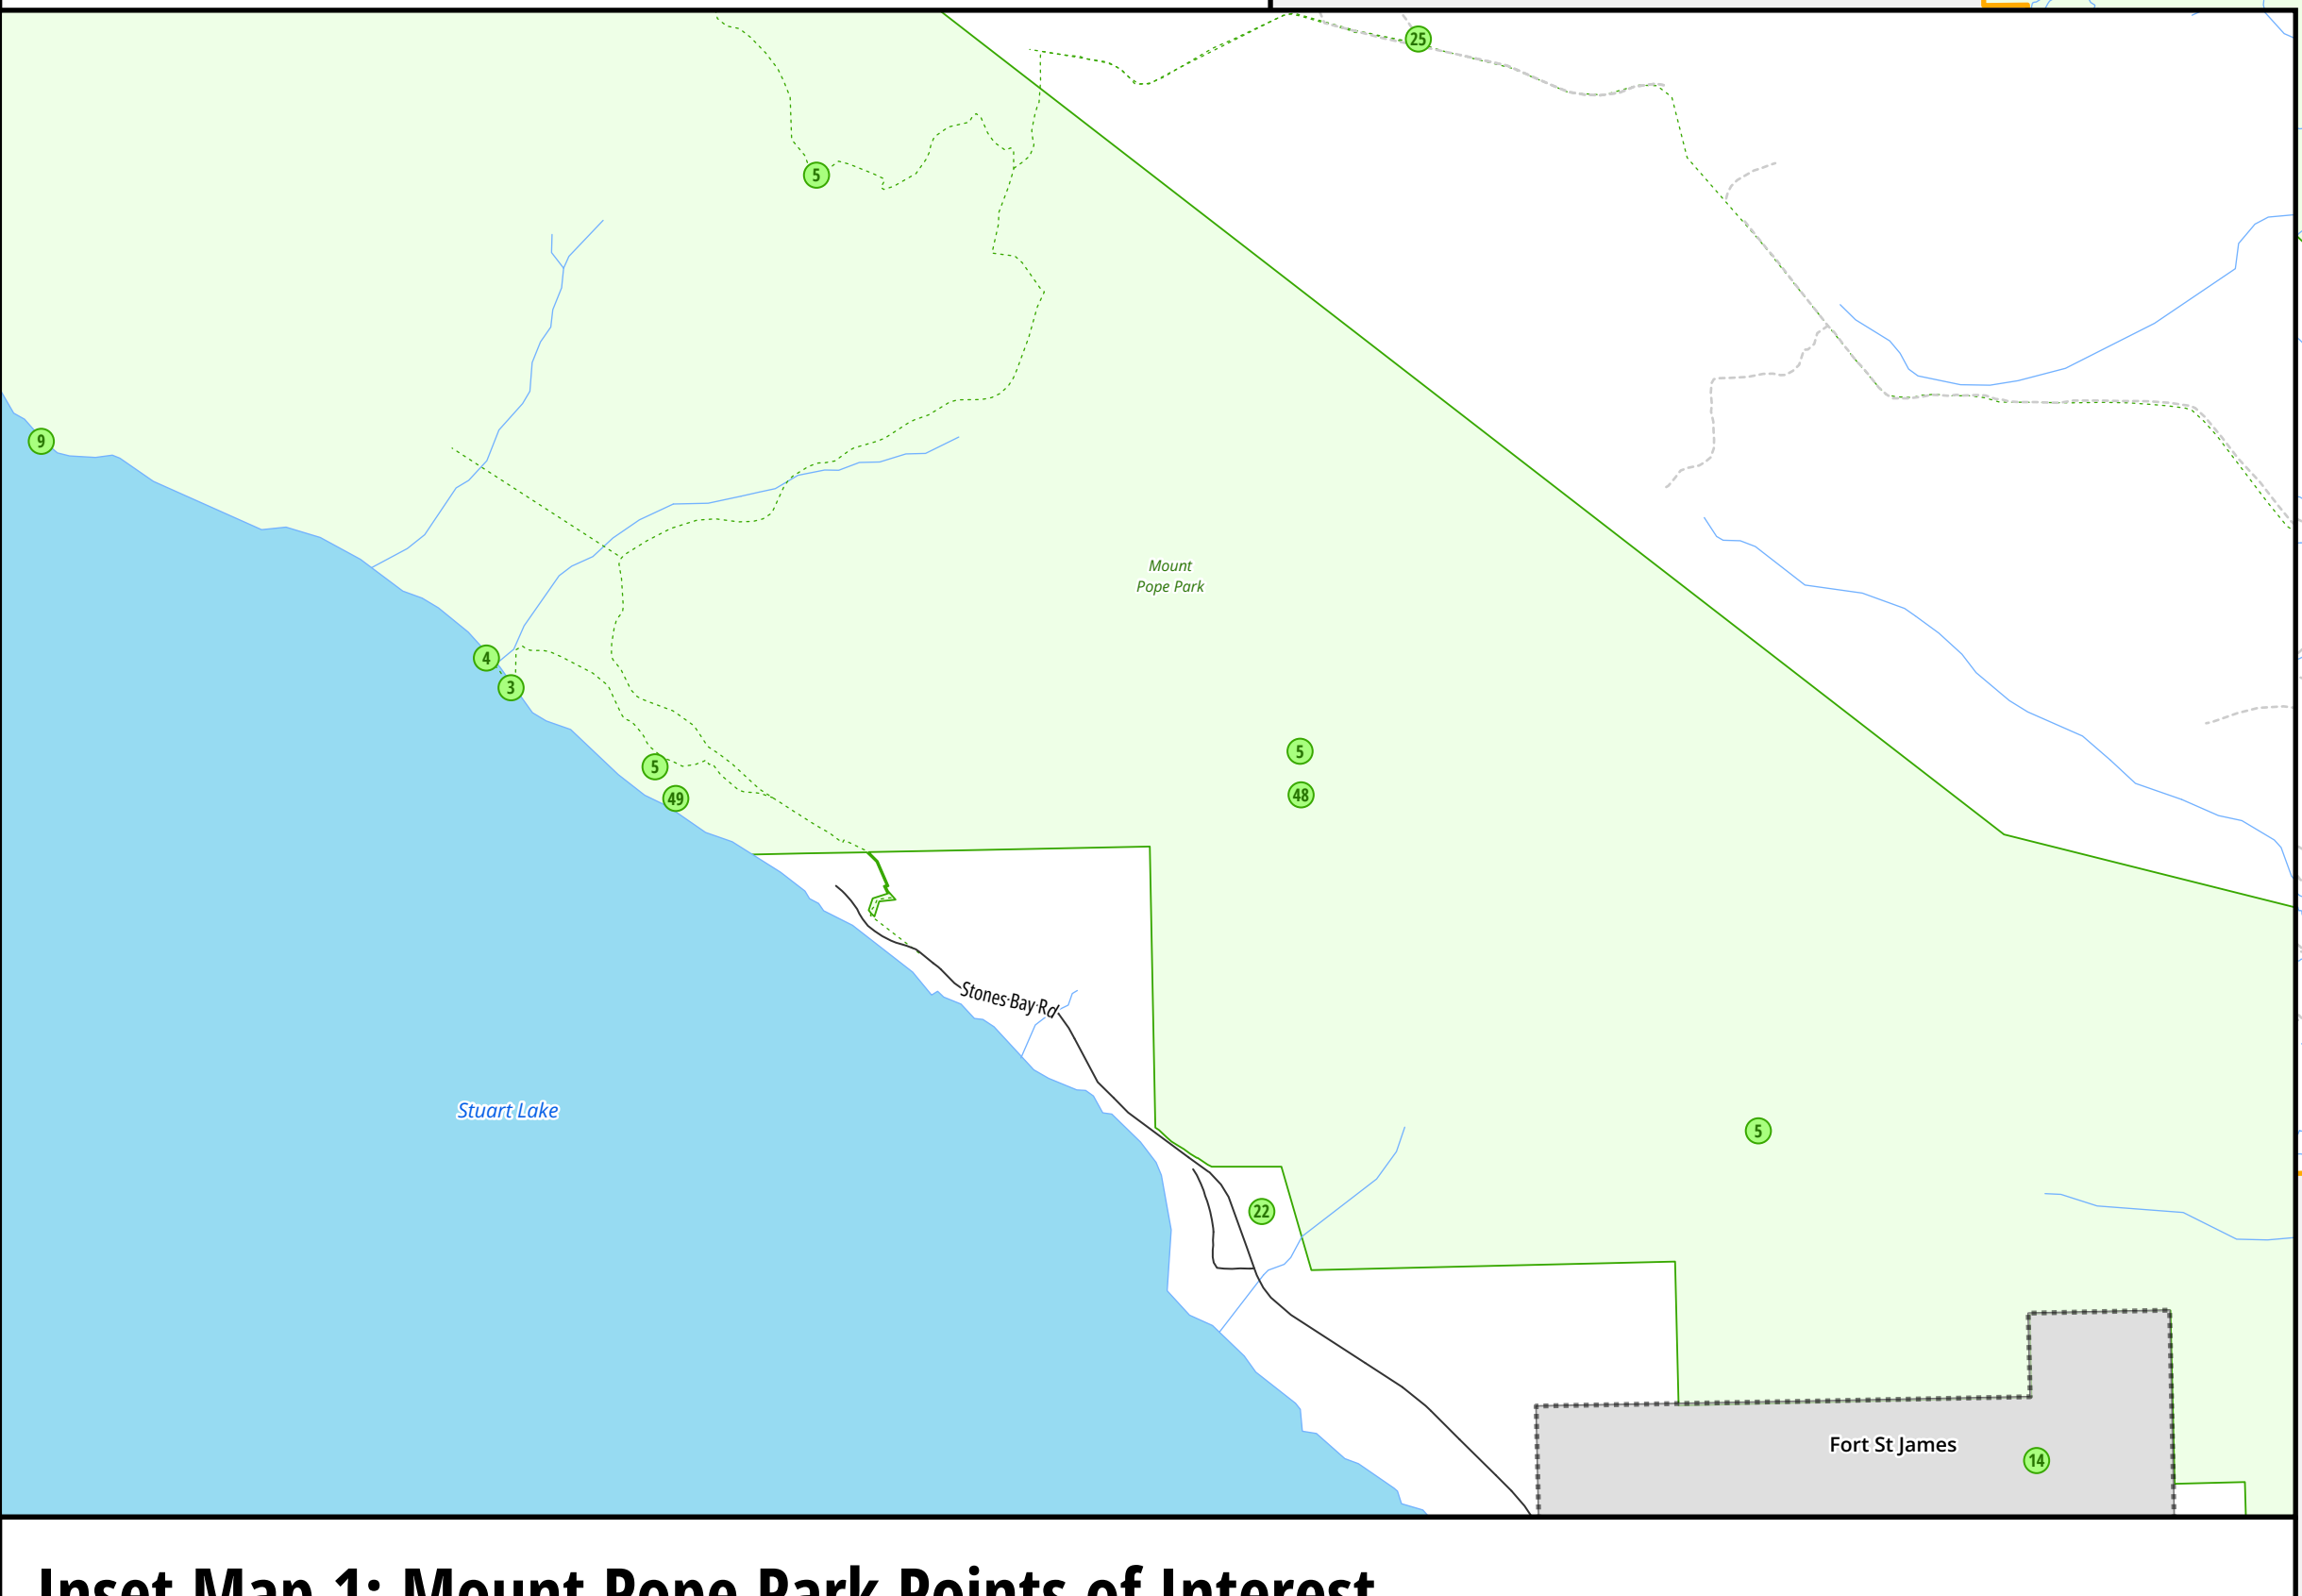 25
5
9
Mount
Pope Park
4
3
5
5
49
48
Stones Bay Rd
Stuart Lake
5
22
Fort St James
14
Inset Map 1: Mount Pope Park Points of Interest